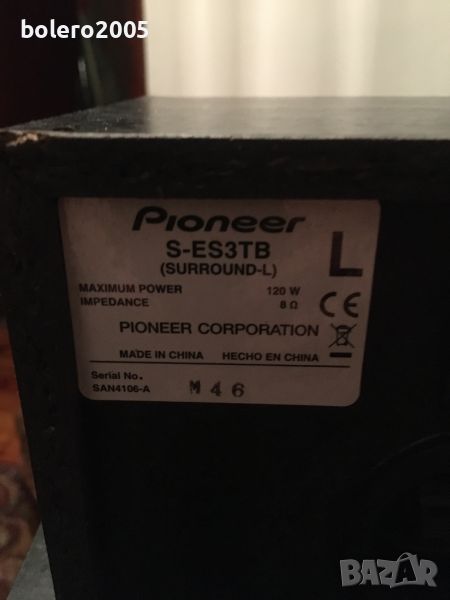 bolero2005
Pioneer
S-ES3TB
(SURROUND-L)
L
MAXIMUM POWER 120 W
IMPEDANCE 8 Ω
CE
PIONEER CORPORATION
MADE IN CHINA HECHO EN CHINA
Serial No.
SAN4106-A M46
BAZAR